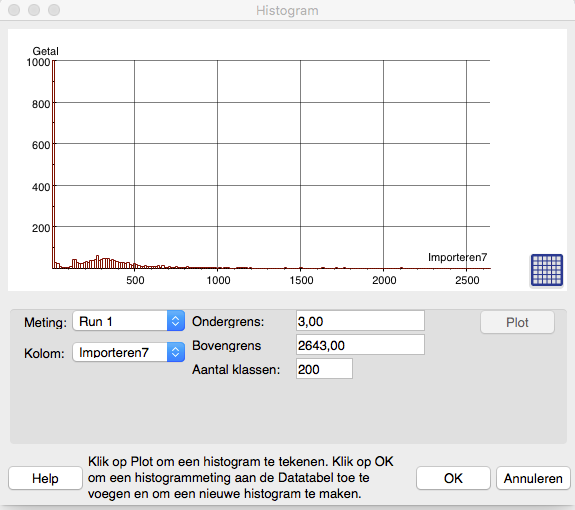 Histogram
Getal
1000
800
600
400
200
Importeren7
500
1000
1500
2000
2500
Meting:
Run 1
Ondergrens:
3,00
Plot
Kolom:
Importeren7
Bovengrens
2643,00
Aantal klassen:
200
Help
Klik op Plot om een histogram te tekenen. Klik op OK
om een histogrammeting aan de Datatabel toe te
voegen en om een nieuwe histogram te maken.
OK
Annuleren